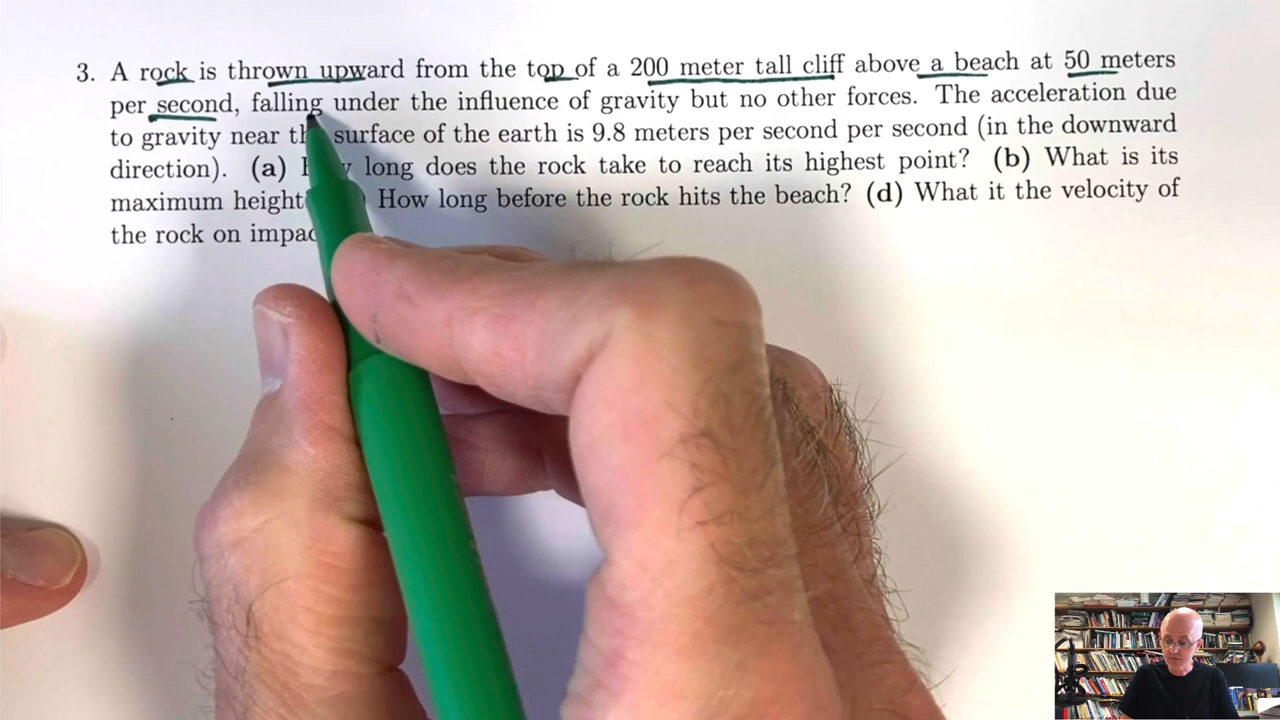 3. A rock is thrown upward from the top of a 200 meter tall cliff above a beach at 50 meters
per second, falling under the influence of gravity but no other forces. The acceleration due
to gravity near surface of the earth is 9.8 meters per second per second (in the downward
direction). (a) long does the rock take to reach its highest point? (b) What is its
maximum height How long before the rock hits the beach? (d) What it the velocity of
the rock on